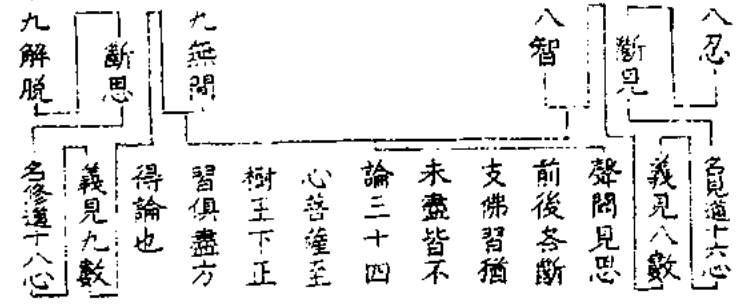 八忍
斷見
八智
九無間
斷思
九解脫
名見道十六心
義見八數
聲聞見思
前後各斷
支佛習猶
未盡皆不
論三十四
心菩薩至
樹王下正
習俱盡方
得論也
義見九數
名修道十八心